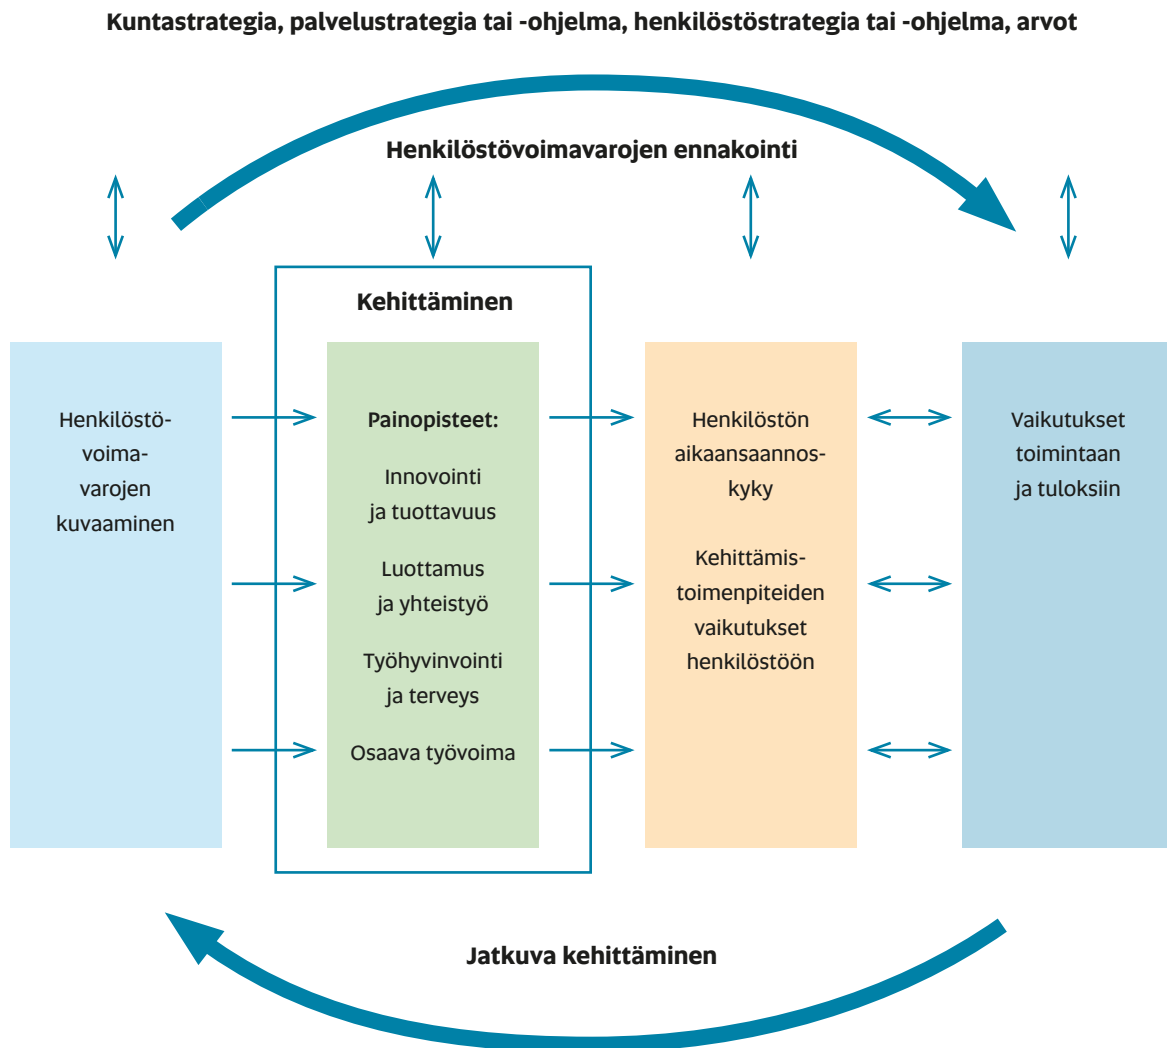 Kuntastrategia, palvelustrategia tai -ohjelma, henkilöstöstrategia tai -ohjelma, arvot
Henkilöstövoimavarojen ennakointi
Kehittäminen
Henkilöstö-
voima-
varojen
kuvaaminen
Painopisteet:
Innovointi
ja tuottavuus
Luottamus
ja yhteistyö
Työhyvinvointi
ja terveys
Osaava työvoima
Henkilöstön
aikaansaannos-
kyky
Kehittämis-
toimenpiteiden
vaikutukset
henkilöstöön
Vaikutukset
toimintaan
ja tuloksiin
Jatkuva kehittäminen